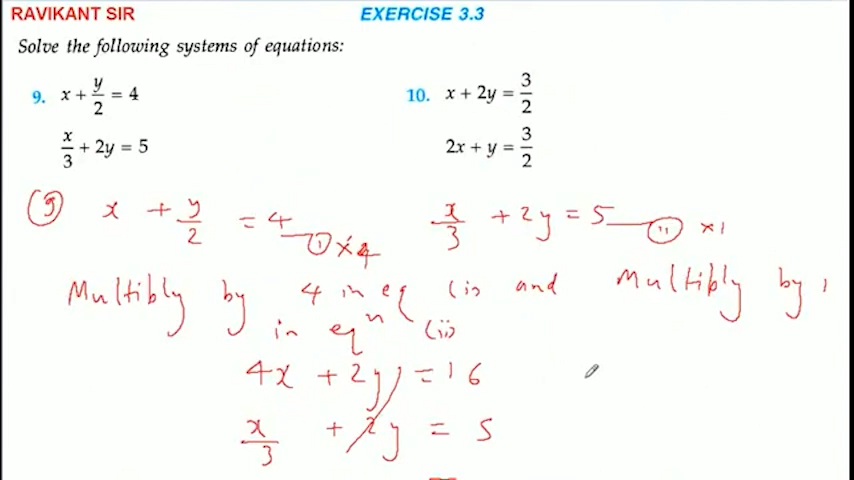 RAVIKANT SIR EXERCISE 3.3
Solve the following systems of equations:
9. x + y/2 = 4
x/3 + 2y = 5
10. x + 2y = 3/2
2x + y = 3/2
(9) x + y/2 = 4 (i) ×4 x/3 + 2y = 5 (ii) ×1
Multibly by 4 in eq (i) and Multibly by 1
in eqⁿ (ii)
4x + 2y = 16
x/3 + 2y = 5